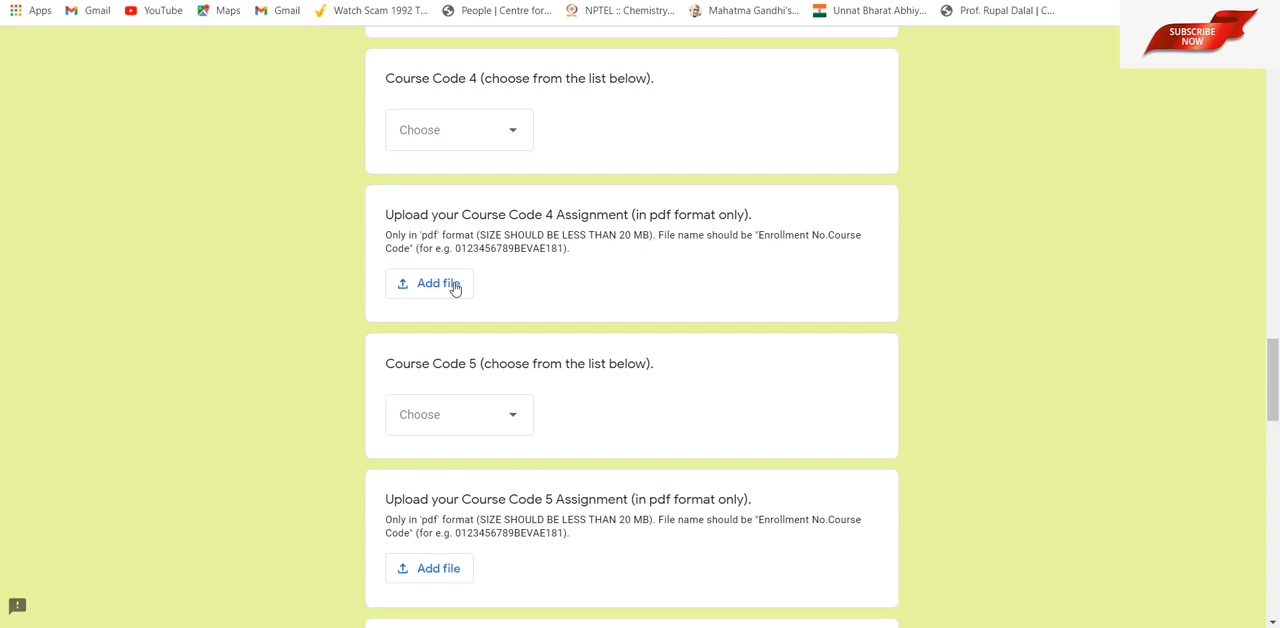 Apps Gmail YouTube Maps Gmail Watch Scam 1992 T... People | Centre for... NPTEL :: Chemistry... Mahatma Gandhi's... Unnat Bharat Abhiy... Prof. Rupal Dalal | C...
SUBSCRIBE
NOW
Course Code 4 (choose from the list below).
Choose
Upload your Course Code 4 Assignment (in pdf format only).
Only in 'pdf' format (SIZE SHOULD BE LESS THAN 20 MB). File name should be "Enrollment No.Course
Code" (for e.g. 0123456789BEVAE181).
Add file
Course Code 5 (choose from the list below).
Choose
Upload your Course Code 5 Assignment (in pdf format only).
Only in 'pdf' format (SIZE SHOULD BE LESS THAN 20 MB). File name should be "Enrollment No.Course
Code" (for e.g. 0123456789BEVAE181).
Add file